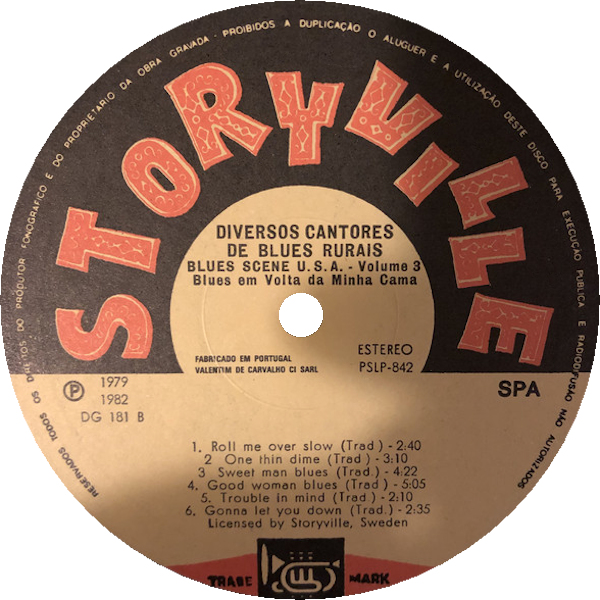 RESERVADOS TODOS OS DIREITOS DO PRODUTOR FONOGRÁFICO E DO PROPRIETÁRIO DA OBRA GRAVADA · PROIBIDOS A DUPLICAÇÃO O ALUGUER E A UTILIZAÇÃO DESTE DISCO PARA EXECUÇÃO PUBLICA E RADIODIFUSÃO NÃO AUTORIZADOS
STORYVILLE
DIVERSOS CANTORES
DE BLUES RURAIS
BLUES SCENE U.S.A. - Volume 3
Blues em Volta da Minha Cama
FABRICADO EM PORTUGAL
VALENTIM DE CARVALHO CI SARL
ESTEREO
PSLP-842
Ⓟ 1979
1982
DG 181 B
SPA
1. Roll me over slow (Trad.) - 2:40
2 One thin dime (Trad.) - 3:10
3 Sweet man blues (Trad.) - 4:22
4. Good woman blues (Trad.) - 5:05
5. Trouble in mind (Trad.) - 2:10
6. Gonna let you down (Trad.) - 2:35
Licensed by Storyville, Sweden
TRADE MARK